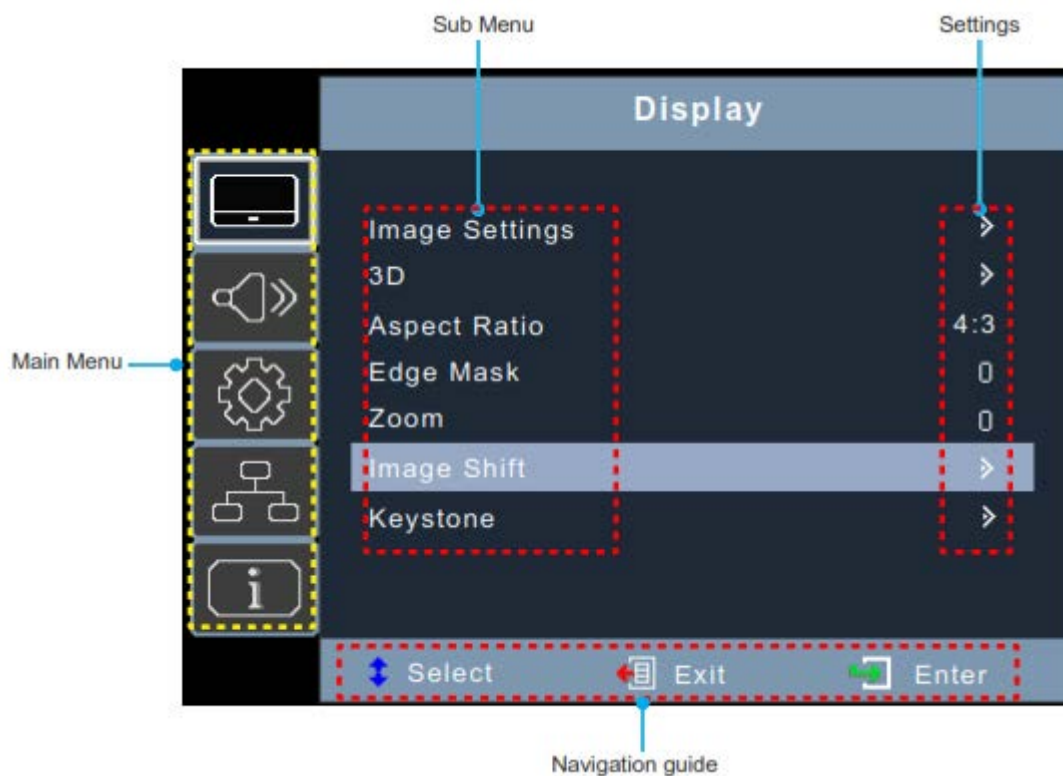 Sub Menu Settings
Display
Image Settings
3D
Aspect Ratio 4:3
Main Menu
Edge Mask 0
Zoom 0
Image Shift
Keystone
i
Select Exit Enter
Navigation guide